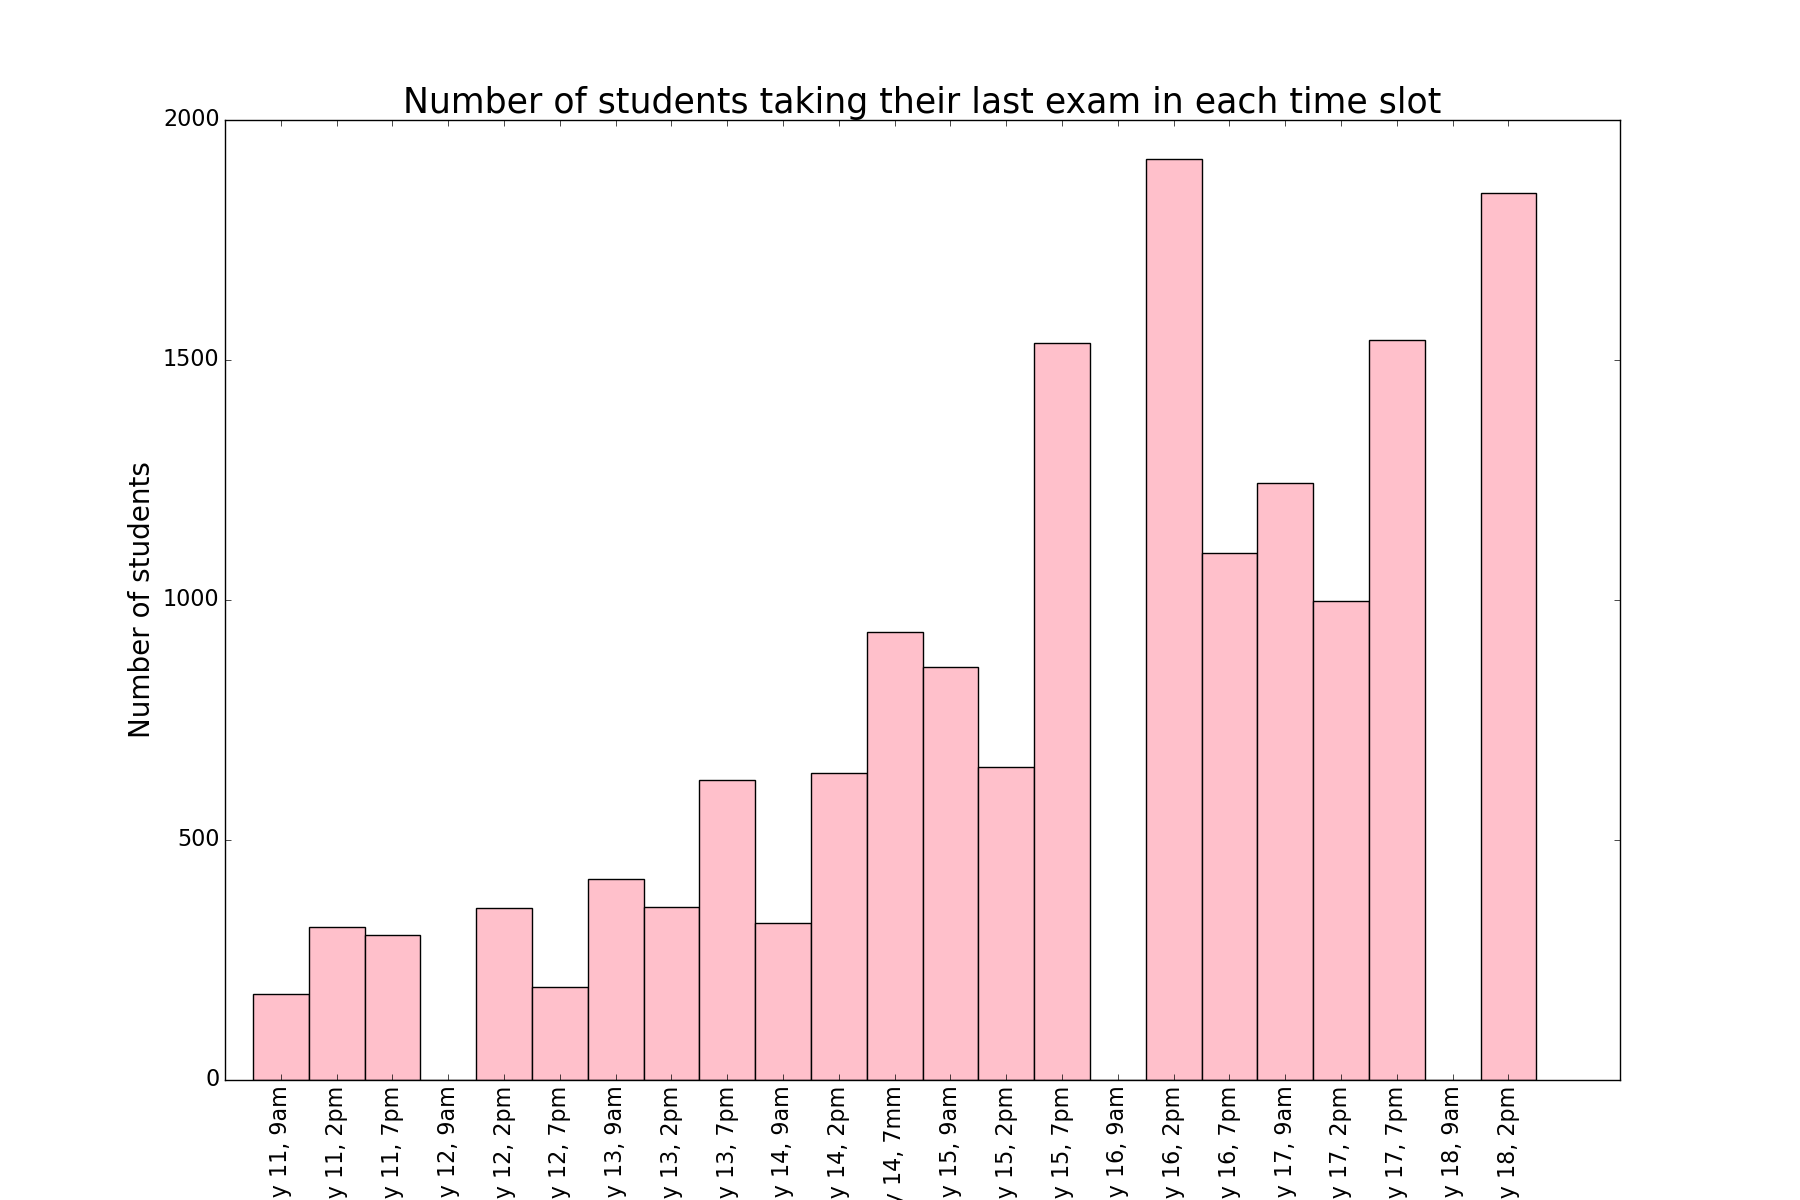 Number of students taking their last exam in each time slot
Number of students
2000
1500
1000
500
0
y 11, 9am
y 11, 2pm
y 11, 7pm
y 12, 9am
y 12, 2pm
y 12, 7pm
y 13, 9am
y 13, 2pm
y 13, 7pm
y 14, 9am
y 14, 2pm
y 14, 7mm
y 15, 9am
y 15, 2pm
y 15, 7pm
y 16, 9am
y 16, 2pm
y 16, 7pm
y 17, 9am
y 17, 2pm
y 17, 7pm
y 18, 9am
y 18, 2pm